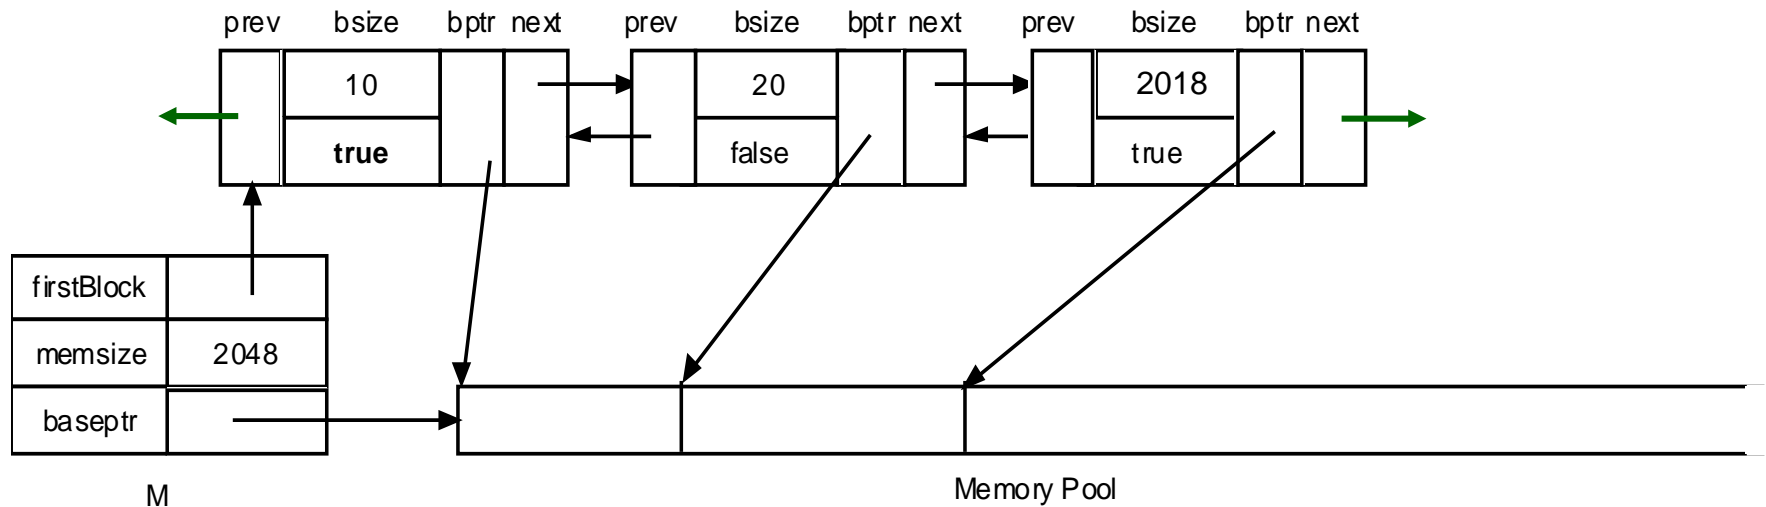 prev bsize bptr next prev bsize bptr next prev bsize bptr next
10 20 2018
true false true
firstBlock
memsize 2048
baseptr
M Memory Pool